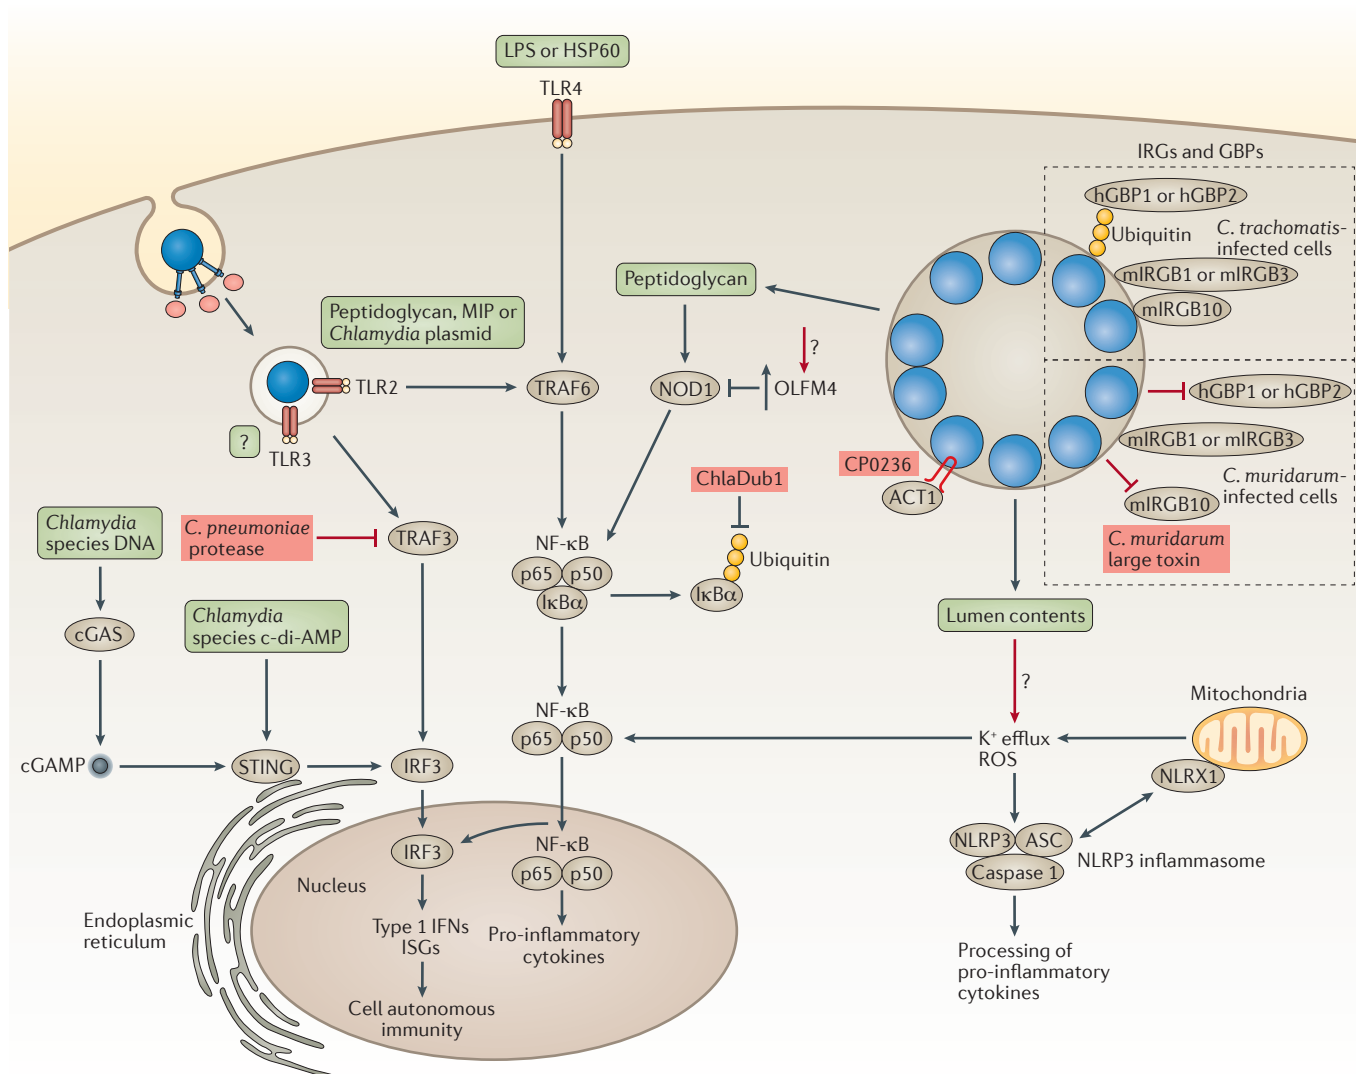 LPS or HSP60
TLR4
IRGs and GBPs
hGBP1 or hGBP2
Ubiquitin
C. trachomatis-
infected cells
mIRGB1 or mIRGB3
mIRGB10
Peptidoglycan
Peptidoglycan, MIP or
Chlamydia plasmid
?
TLR2
TRAF6
NOD1
OLFM4
hGBP1 or hGBP2
mIRGB1 or mIRGB3
?
TLR3
CP0236
ACT1
ChlaDub1
C. muridarum-
infected cells
mIRGB10
C. muridarum
large toxin
Chlamydia
species DNA
C. pneumoniae
protease
TRAF3
NF-κB
p65
p50
IκBα
Ubiquitin
IκBα
cGAS
Chlamydia
species c-di-AMP
Lumen contents
?
Mitochondria
NF-κB
p65
p50
K+ efflux
ROS
cGAMP
STING
IRF3
NLRX1
IRF3
NF-κB
p65
p50
NLRP3
ASC
Caspase 1
NLRP3 inflammasome
Nucleus
Endoplasmic
reticulum
Type 1 IFNs
ISGs
Pro-inflammatory
cytokines
Processing of
pro-inflammatory
cytokines
Cell autonomous
immunity